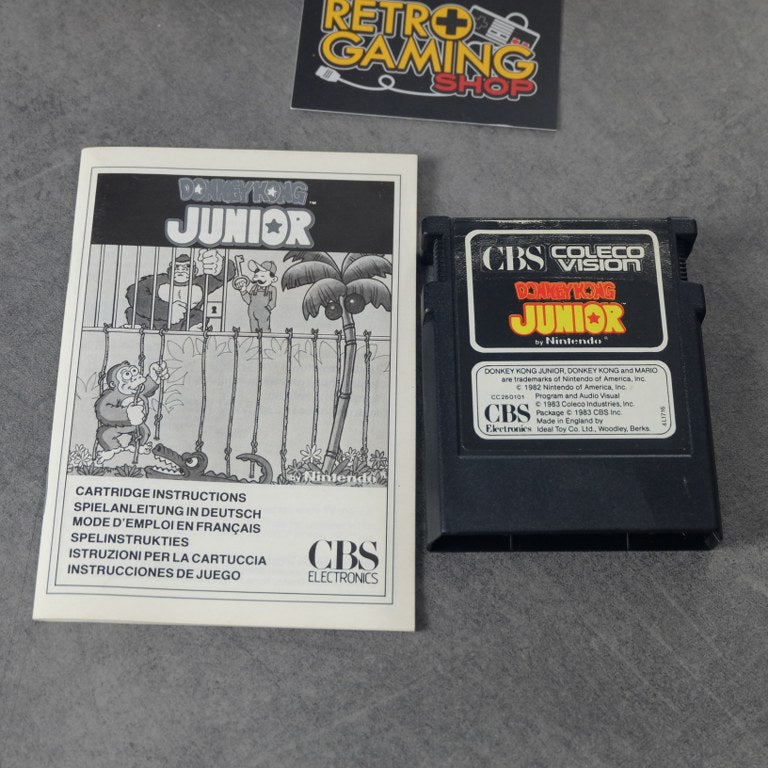 RETRO
GAMING
SHOP
DONKEY KONG
JUNIOR
TM
by Nintendo
CARTRIDGE INSTRUCTIONS
SPIELANLEITUNG IN DEUTSCH
MODE D'EMPLOI EN FRANÇAIS
SPELINSTRUKTIES
ISTRUZIONI PER LA CARTUCCIA
INSTRUCCIONES DE JUEGO
CBS
ELECTRONICS
CBS COLECO
VISION
DONKEY KONG
JUNIOR
by Nintendo®
DONKEY KONG JUNIOR, DONKEY KONG and MARIO
are trademarks of Nintendo of America, Inc.
© 1982 Nintendo of America, Inc.
CC260101 Program and Audio Visual
© 1983 Coleco Industries, Inc.
CBS Package © 1983 CBS Inc.
Made in England by
Electronics Ideal Toy Co. Ltd., Woodley, Berks.
4L1716